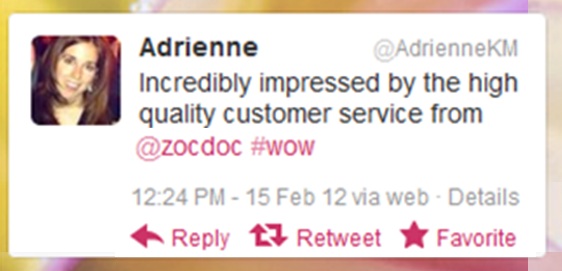 Adrienne @AdrienneKM
Incredibly impressed by the high
quality customer service from
@zocdoc #wow
12:24 PM - 15 Feb 12 via web · Details
Reply Retweet Favorite